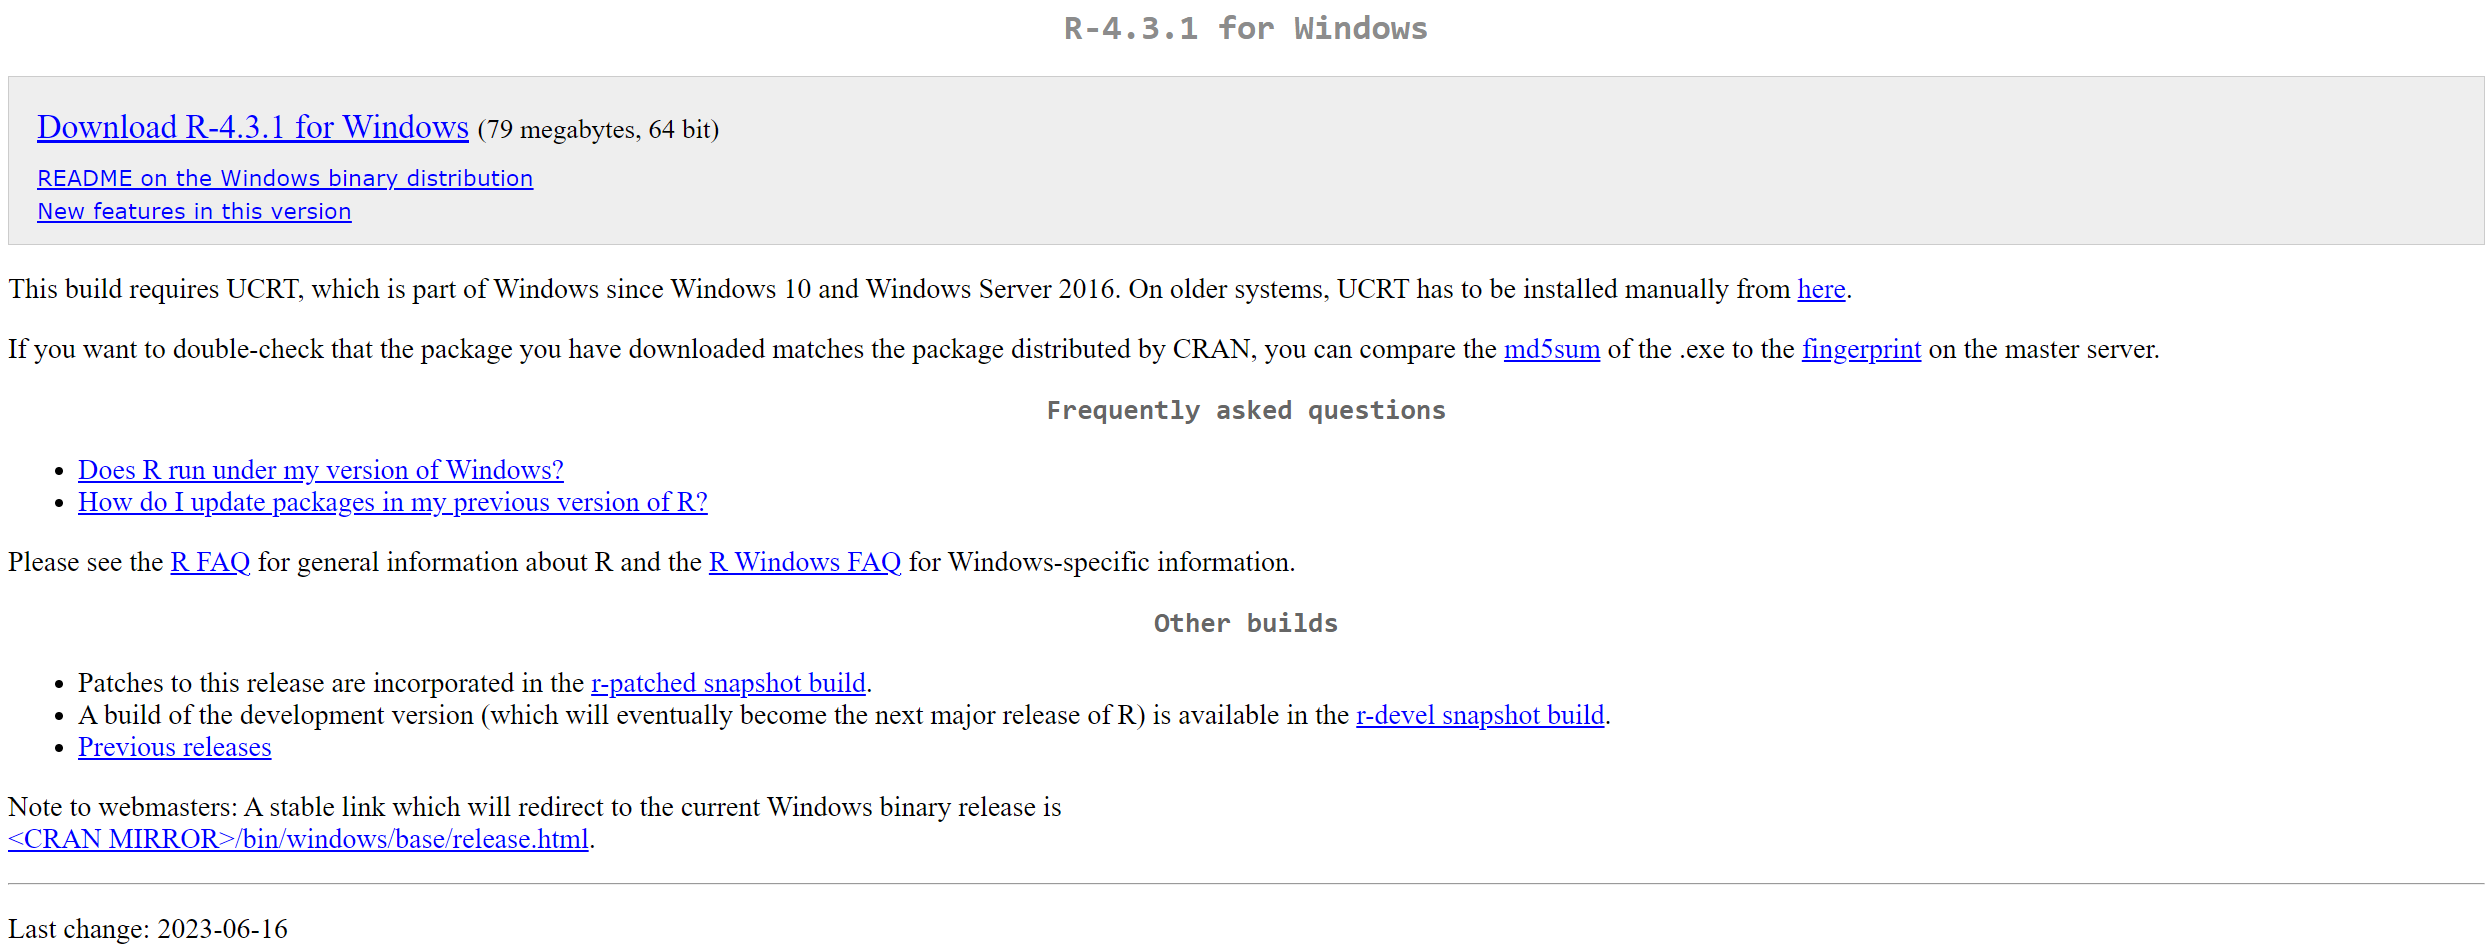 R-4.3.1 for Windows
Download R-4.3.1 for Windows (79 megabytes, 64 bit)
README on the Windows binary distribution
New features in this version
This build requires UCRT, which is part of Windows since Windows 10 and Windows Server 2016. On older systems, UCRT has to be installed manually from here.
If you want to double-check that the package you have downloaded matches the package distributed by CRAN, you can compare the md5sum of the .exe to the fingerprint on the master server.
Frequently asked questions
• Does R run under my version of Windows?
• How do I update packages in my previous version of R?
Please see the R FAQ for general information about R and the R Windows FAQ for Windows-specific information.
Other builds
• Patches to this release are incorporated in the r-patched snapshot build.
• A build of the development version (which will eventually become the next major release of R) is available in the r-devel snapshot build.
• Previous releases
Note to webmasters: A stable link which will redirect to the current Windows binary release is
<CRAN MIRROR>/bin/windows/base/release.html.
Last change: 2023-06-16